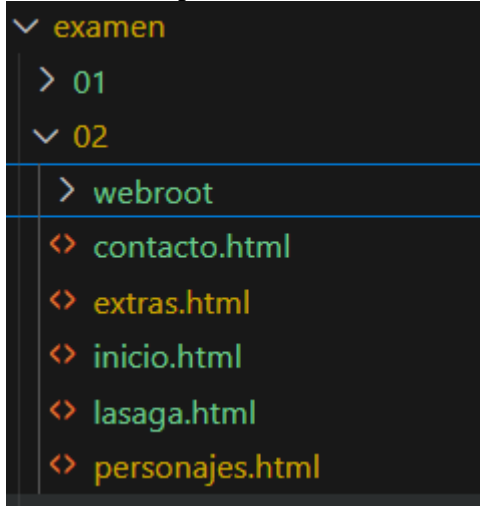 examen
01
02
webroot
contacto.html
extras.html
inicio.html
lasaga.html
personajes.html